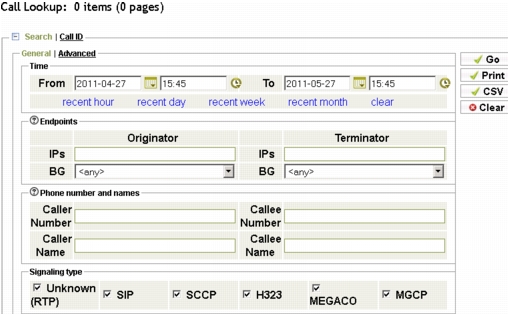 Call Lookup: 0 items (0 pages)
Search | Call ID
General | Advanced
Time
From 2011-04-27 15:45 To 2011-05-27 15:45
recent hour recent day recent week recent month clear
Go
Print
CSV
Clear
Endpoints
Originator Terminator
IPs IPs
BG <any> BG <any>
Phone number and names
Caller Number Callee Number
Caller Name Callee Name
Signaling type
Unknown (RTP) SIP SCCP H323 MEGACO MGCP